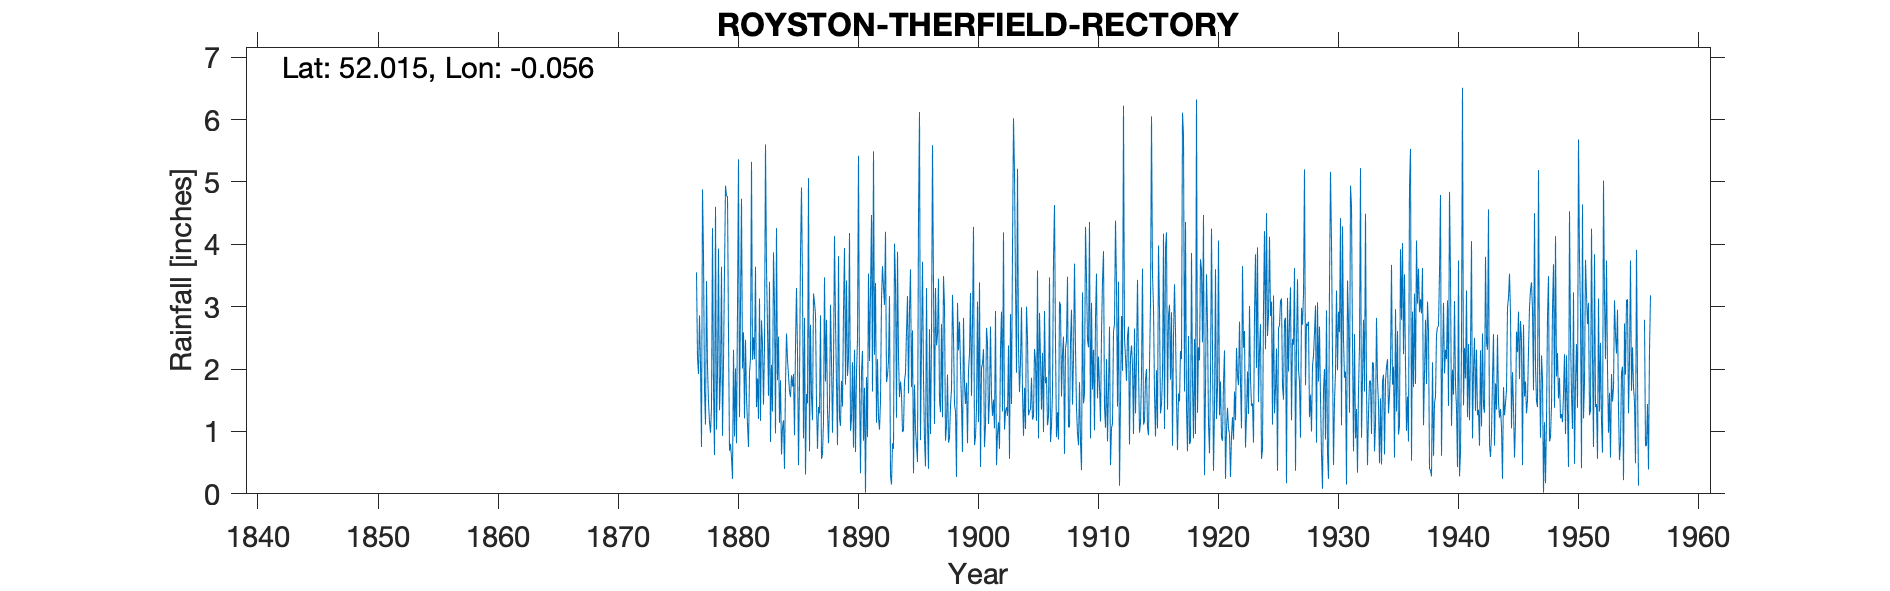 ROYSTON-THERFIELD-RECTORY
Lat: 52.015, Lon: -0.056
Rainfall [inches]
7
6
5
4
3
2
1
0
1840 1850 1860 1870 1880 1890 1900 1910 1920 1930 1940 1950 1960
Year